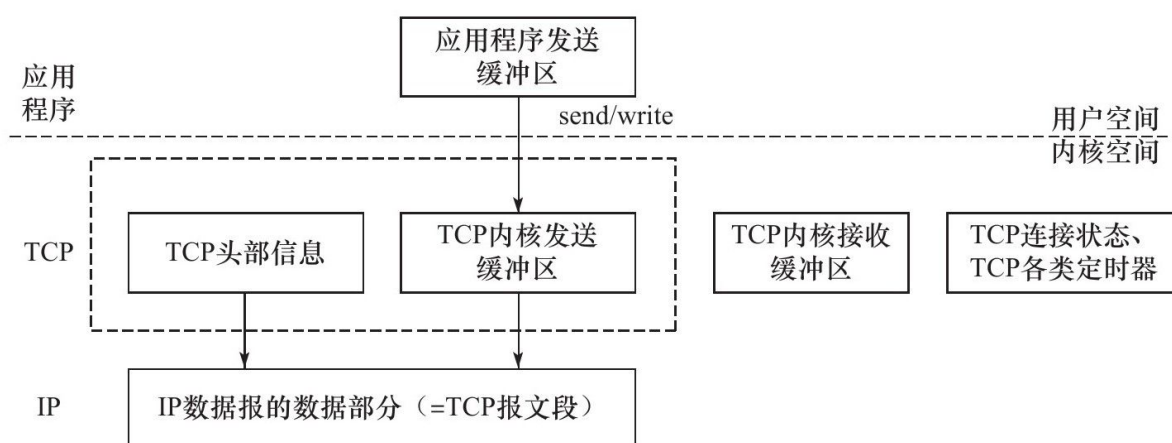 应用程序发送
缓冲区
应用
程序
send/write
用户空间
内核空间
TCP
TCP头部信息
TCP内核发送
缓冲区
TCP内核接收
缓冲区
TCP连接状态、
TCP各类定时器
IP
IP数据报的数据部分（=TCP报文段）